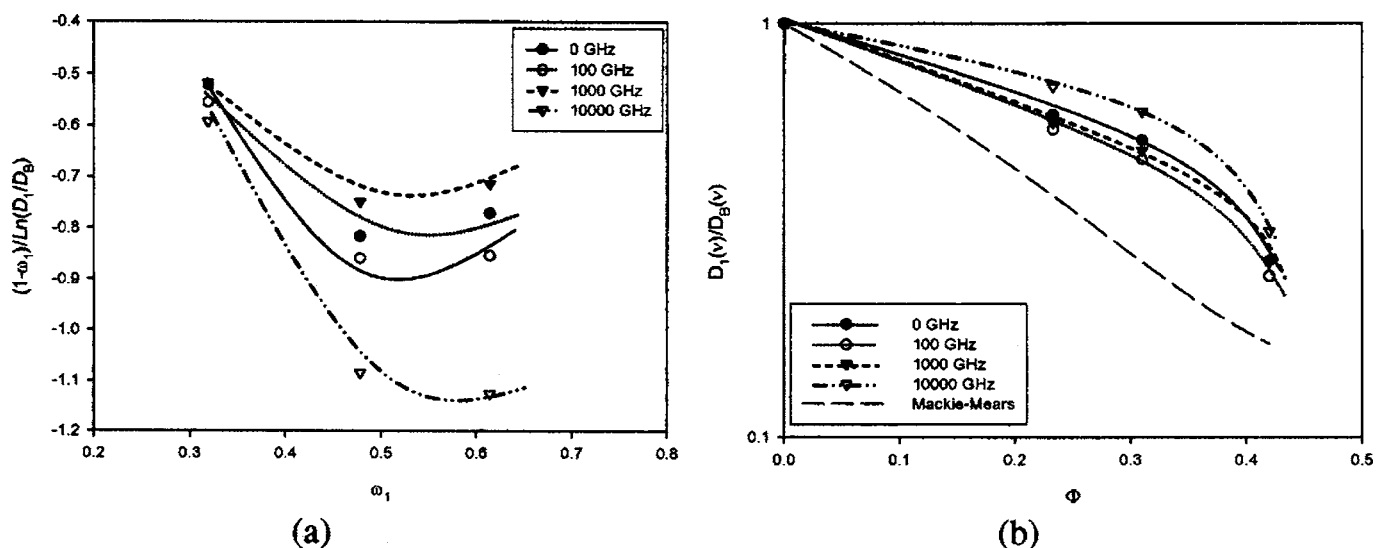 -0.4
-0.5
-0.6
-0.7
-0.8
-0.9
-1.0
-1.1
-1.2
(1-ω₁)/Ln(D₁/D_B)
0 GHz
100 GHz
1000 GHz
10000 GHz
0.2 0.3 0.4 0.5 0.6 0.7 0.8
ω₁
(a)
1
0.1
D₁(ν)/D_B(ν)
0 GHz
100 GHz
1000 GHz
10000 GHz
Mackie-Mears
0.0 0.1 0.2 0.3 0.4 0.5
Φ
(b)